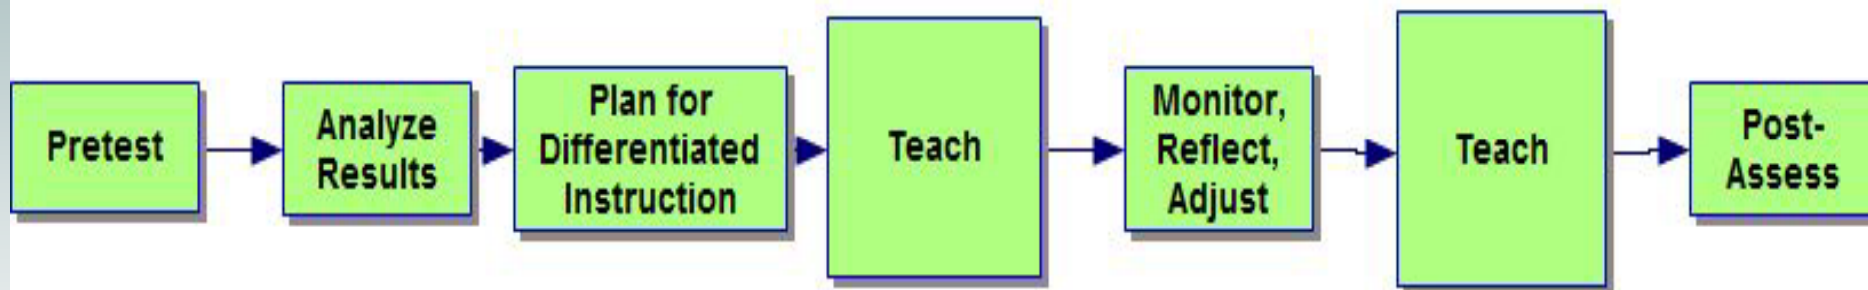 Pretest
Analyze
Results
Plan for
Differentiated
Instruction
Teach
Monitor,
Reflect,
Adjust
Teach
Post-
Assess